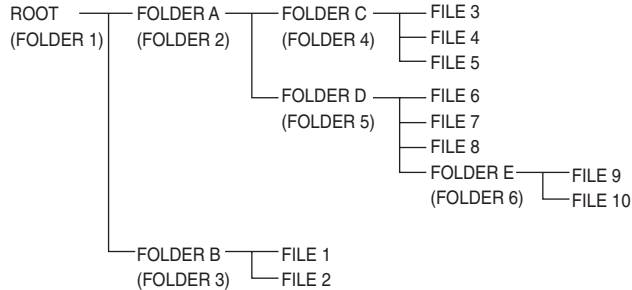 ROOT FOLDER A FOLDER C FILE 3
(FOLDER 1) (FOLDER 2) (FOLDER 4) FILE 4
FILE 5
FOLDER D FILE 6
(FOLDER 5) FILE 7
FILE 8
FOLDER E FILE 9
(FOLDER 6) FILE 10
FOLDER B FILE 1
(FOLDER 3) FILE 2